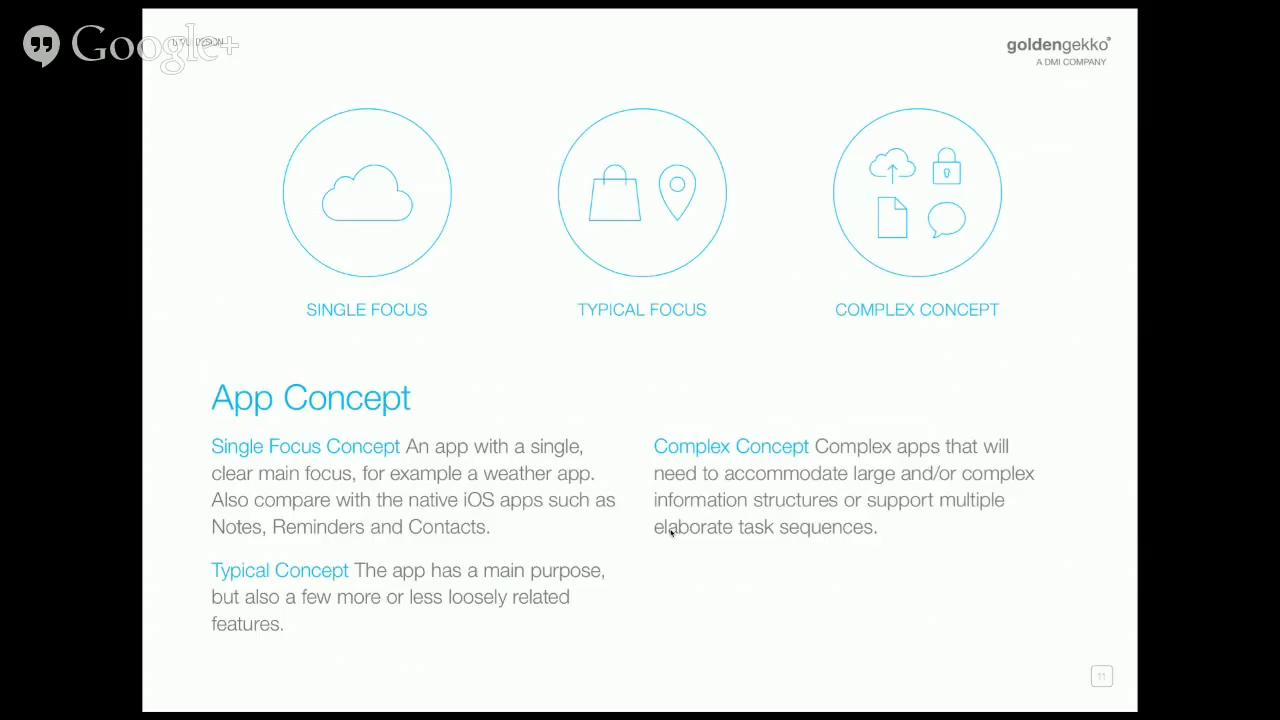 Google+
goldengekko
A DMI COMPANY
SINGLE FOCUS
TYPICAL FOCUS
COMPLEX CONCEPT
App Concept
Single Focus Concept An app with a single,
clear main focus, for example a weather app.
Also compare with the native iOS apps such as
Notes, Reminders and Contacts.
Typical Concept The app has a main purpose,
but also a few more or less loosely related
features.
Complex Concept Complex apps that will
need to accommodate large and/or complex
information structures or support multiple
elaborate task sequences.
11